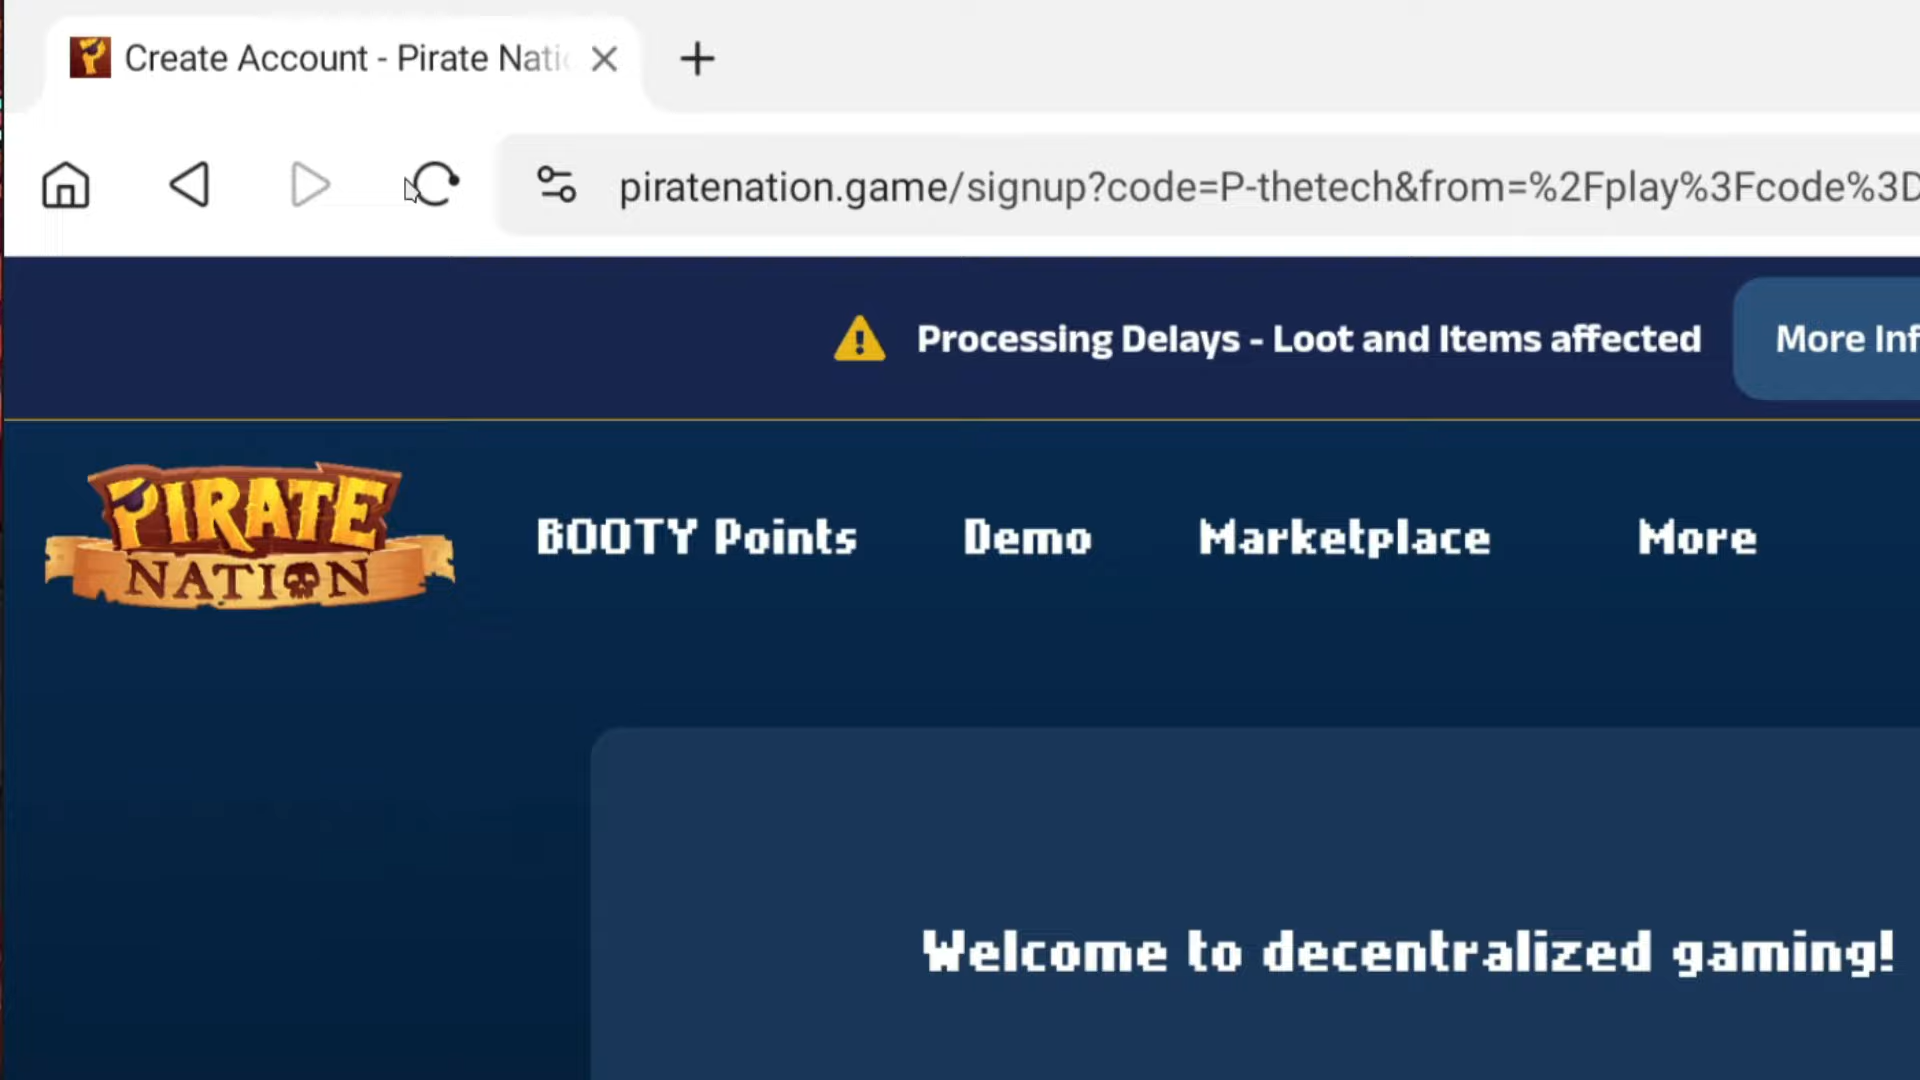 Create Account - Pirate Nati
piratenation.game/signup?code=P-thetech&from=%2Fplay%3Fcode%3D
Processing Delays - Loot and Items affected
More Inf
PIRATE
NATION
BOOTY Points
Demo
Marketplace
More
Welcome to decentralized gaming!